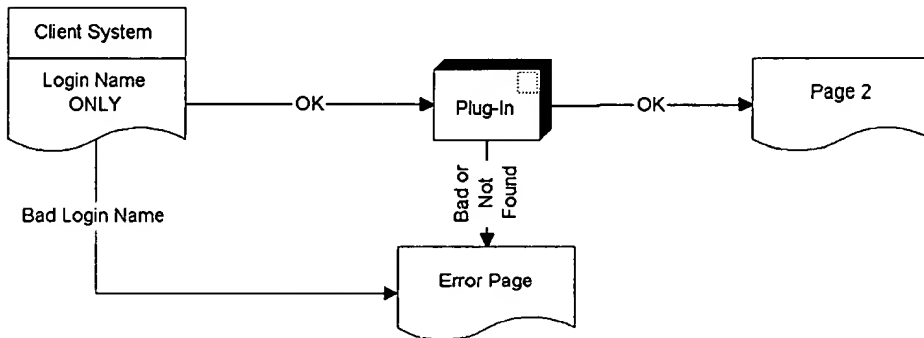 Client System
Login Name
ONLY
OK
Plug-In
OK
Page 2
Bad or
Not
Found
Bad Login Name
Error Page